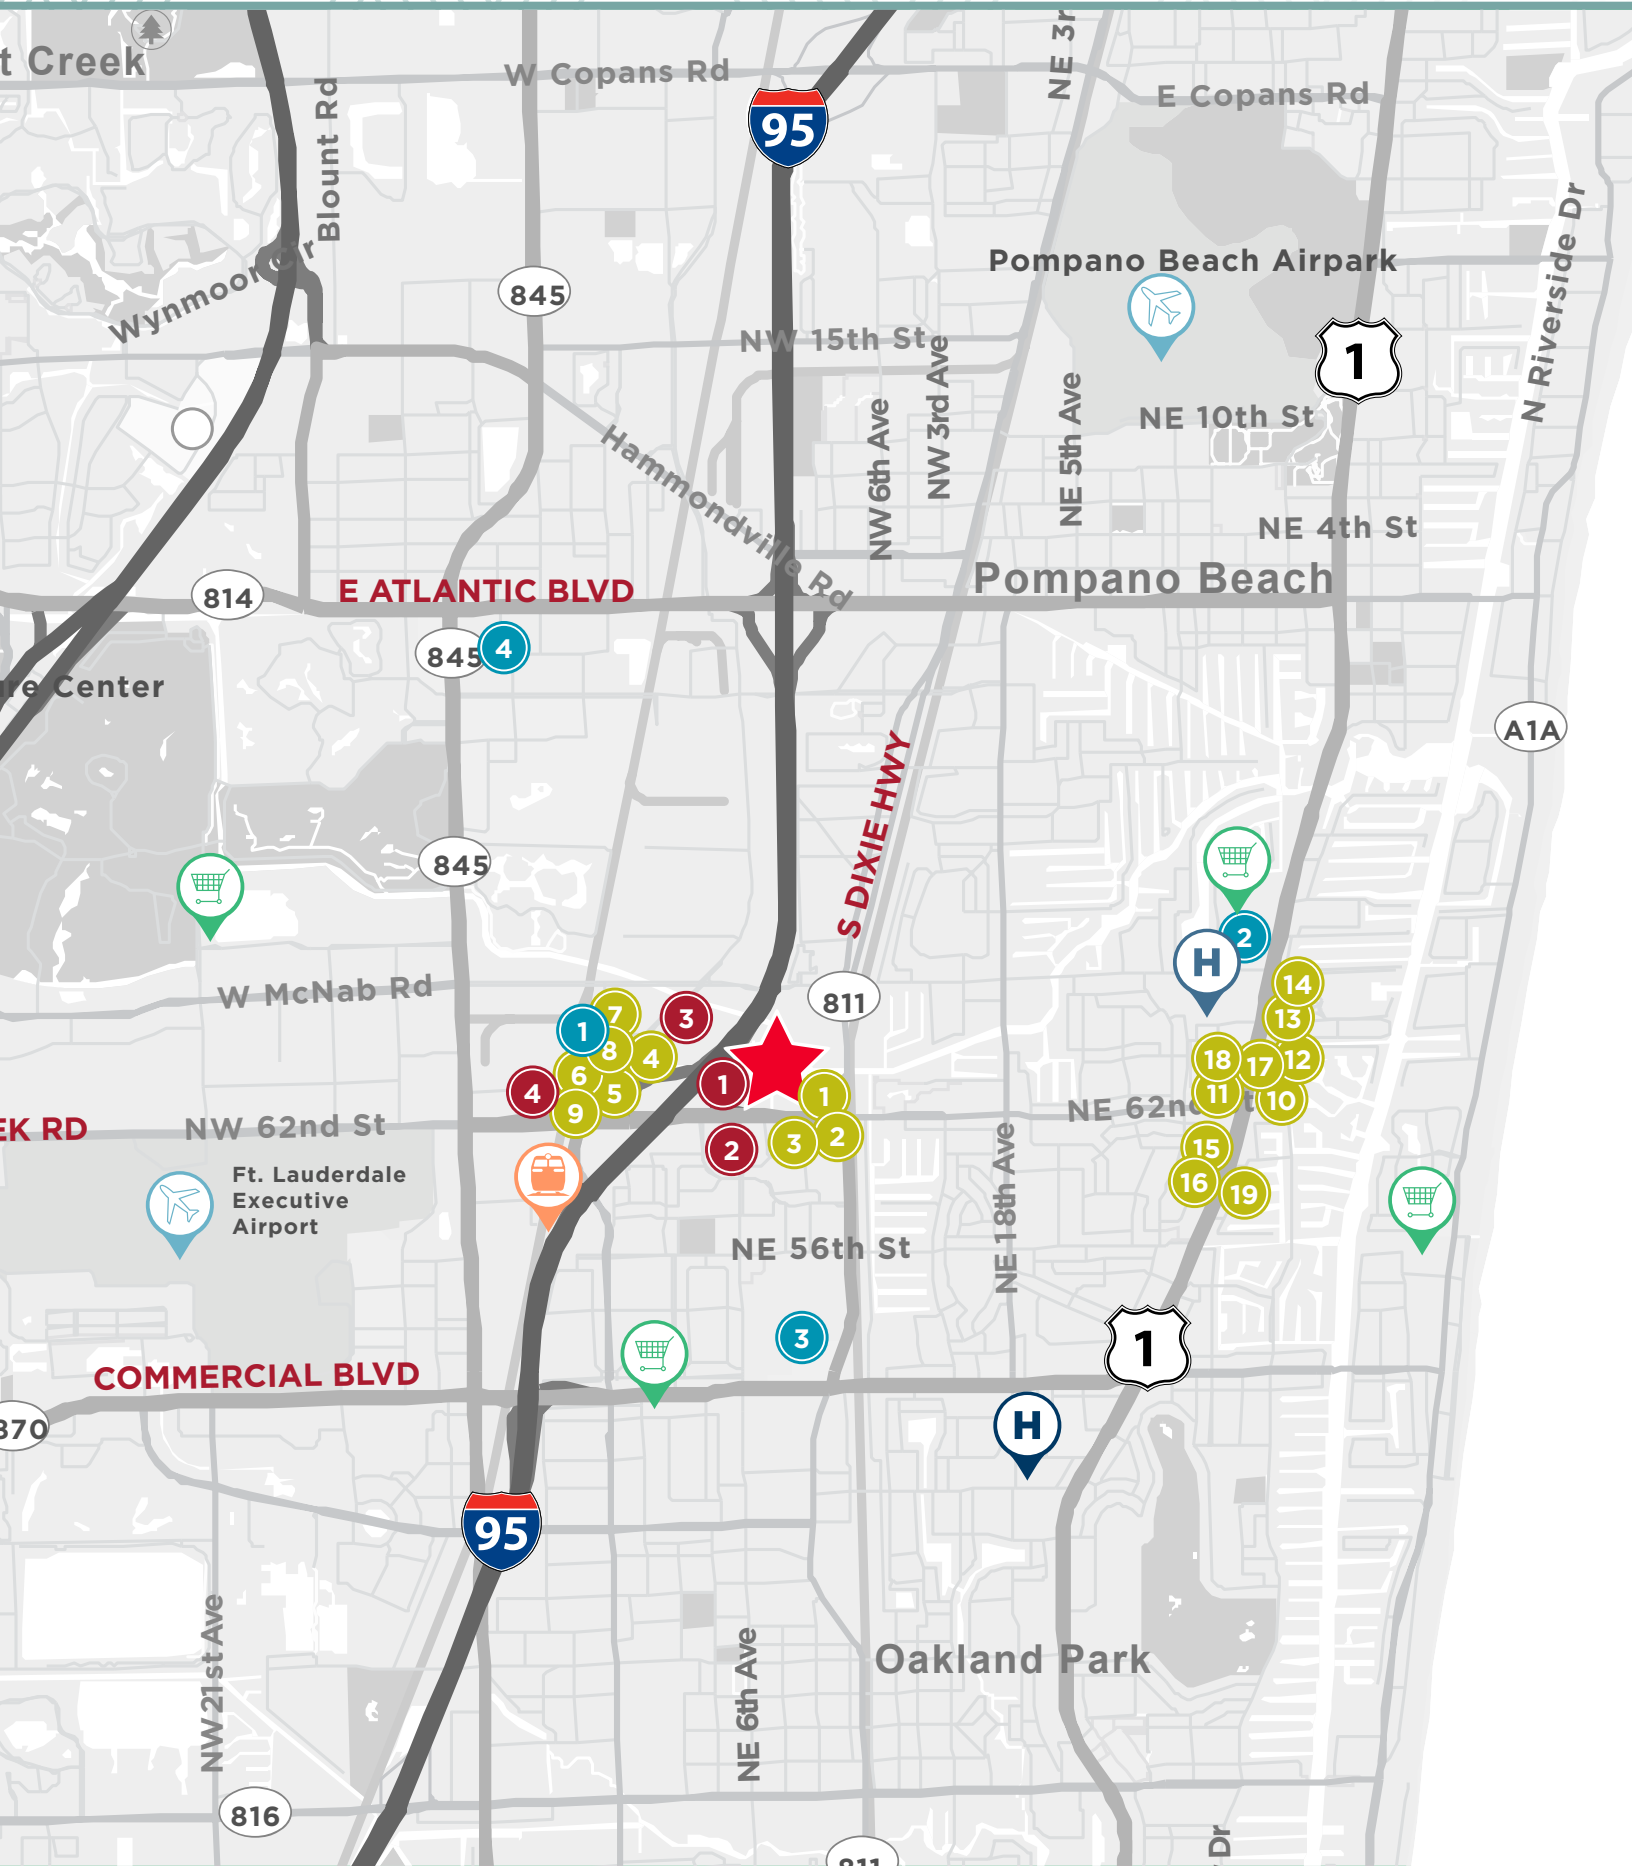 t Creek
W Copans Rd
NE 3r
E Copans Rd
Blount Rd
95
Wynmoor Cir
845
Pompano Beach Airpark
N Riverside Dr
NW 15th St
1
NW 3rd Ave
NW 6th Ave
NE 5th Ave
NE 10th St
Hammondville Rd
NE 4th St
814
E ATLANTIC BLVD
Pompano Beach
845
4
re Center
A1A
S DIXIE HWY
845
2
H
W McNab Rd
811
14
7
3
13
1
8
4
18
17
12
6
1
4
5
1
11
10
9
NE 62nd St
EK RD
NW 62nd St
2
3
2
15
NE 18th Ave
Ft. Lauderdale
Executive
Airport
16
19
NE 56th St
3
1
COMMERCIAL BLVD
870
H
95
NW 21st Ave
NE 6th Ave
Oakland Park
816
811
Dr